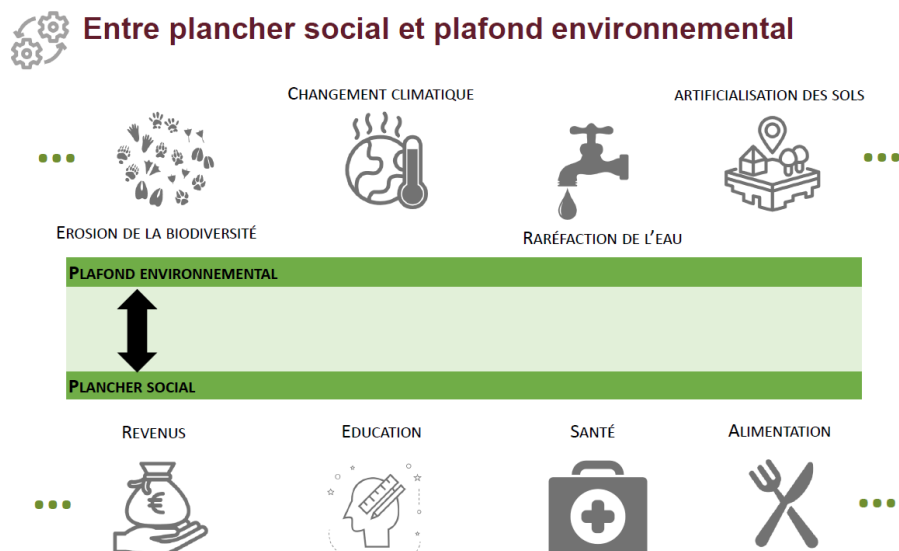 Entre plancher social et plafond environnemental
CHANGEMENT CLIMATIQUE
ARTIFICIALISATION DES SOLS
EROSION DE LA BIODIVERSITÉ
RARÉFACTION DE L'EAU
PLAFOND ENVIRONNEMENTAL
PLANCHER SOCIAL
REVENUS
EDUCATION
SANTÉ
ALIMENTATION
€